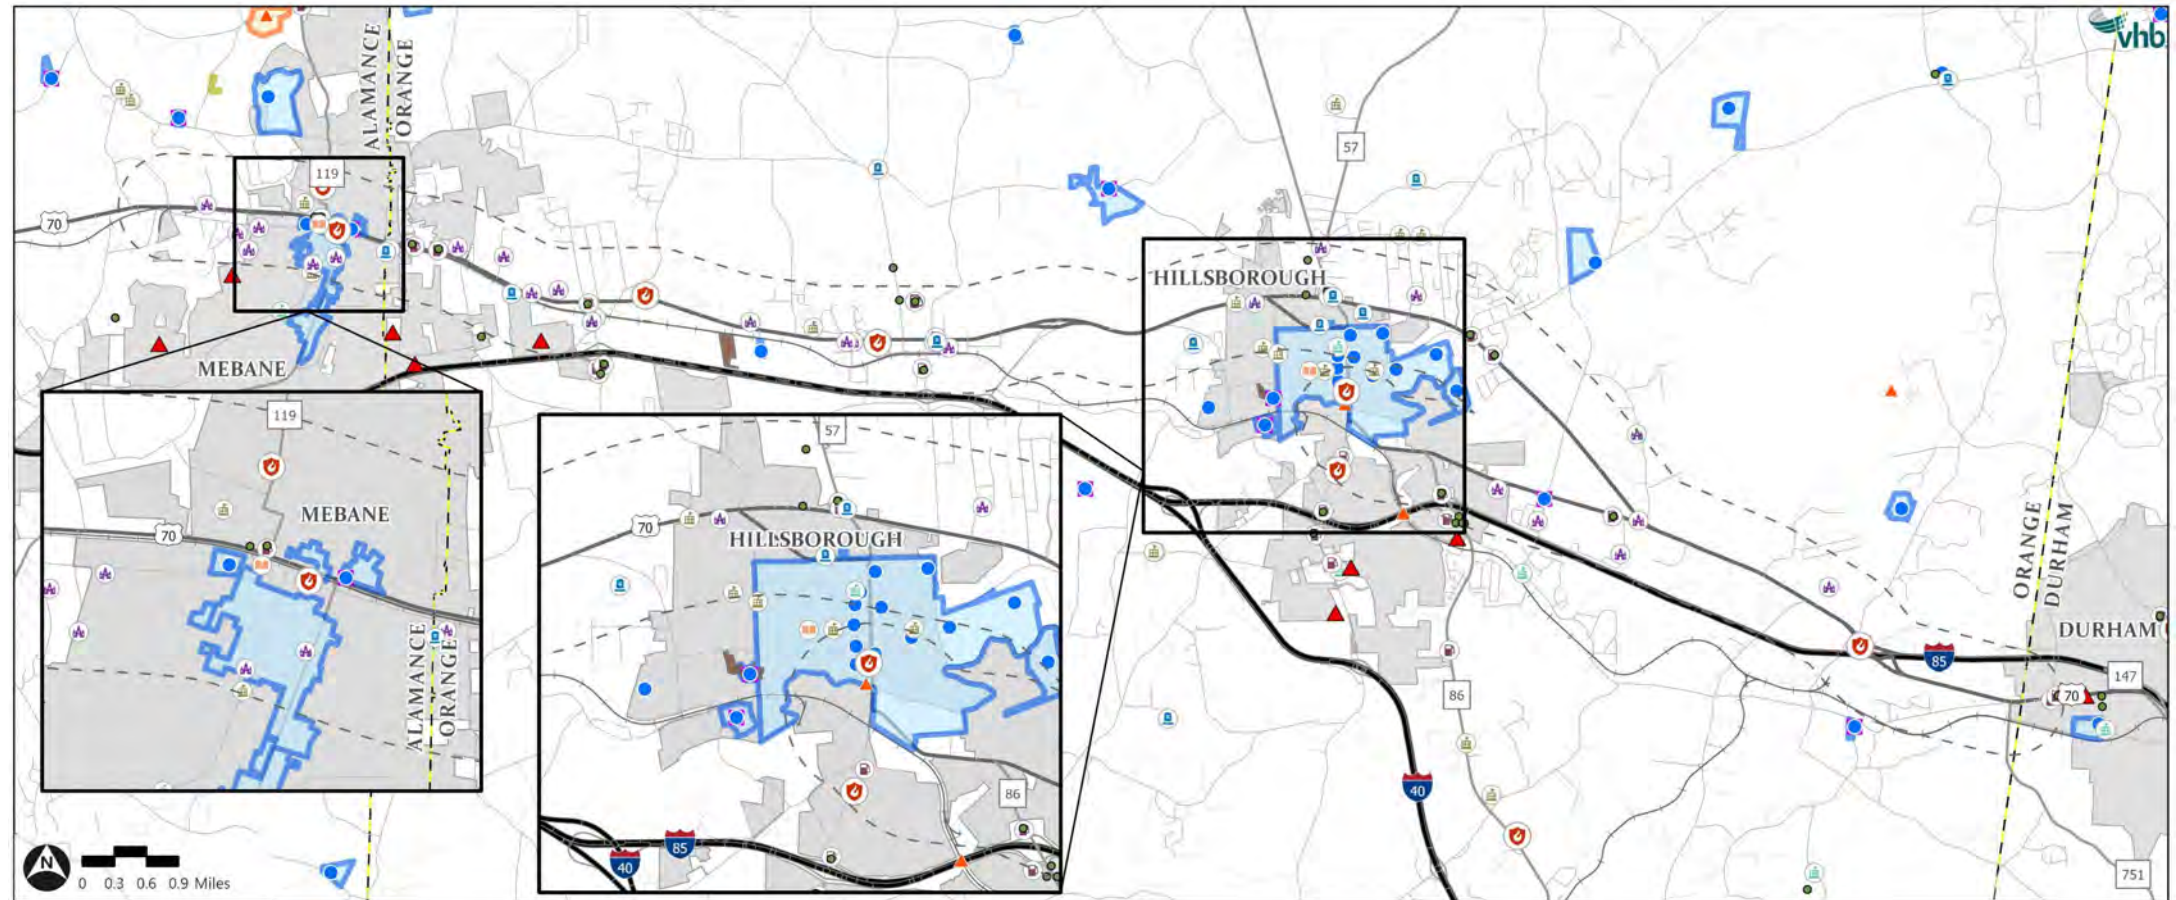 vhb
ALAMANCE
ORANGE
57
119
70
HILLSBOROUGH
MEBANE
119
MEBANE
70
ALAMANCE
ORANGE
57
70
HILLSBOROUGH
86
85
40
ORANGE
DURHAM
DURHAM
85
147
70
86
40
751
N
0 0.3 0.6 0.9 Miles